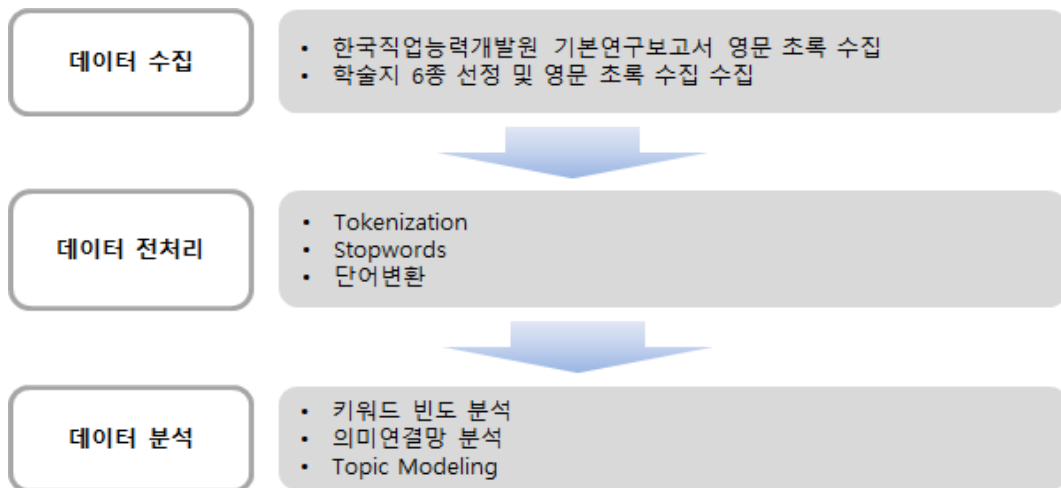 데이터 수집
• 한국직업능력개발원 기본연구보고서 영문 초록 수집
• 학술지 6종 선정 및 영문 초록 수집 수집
데이터 전처리
• Tokenization
• Stopwords
• 단어변환
데이터 분석
• 키워드 빈도 분석
• 의미연결망 분석
• Topic Modeling